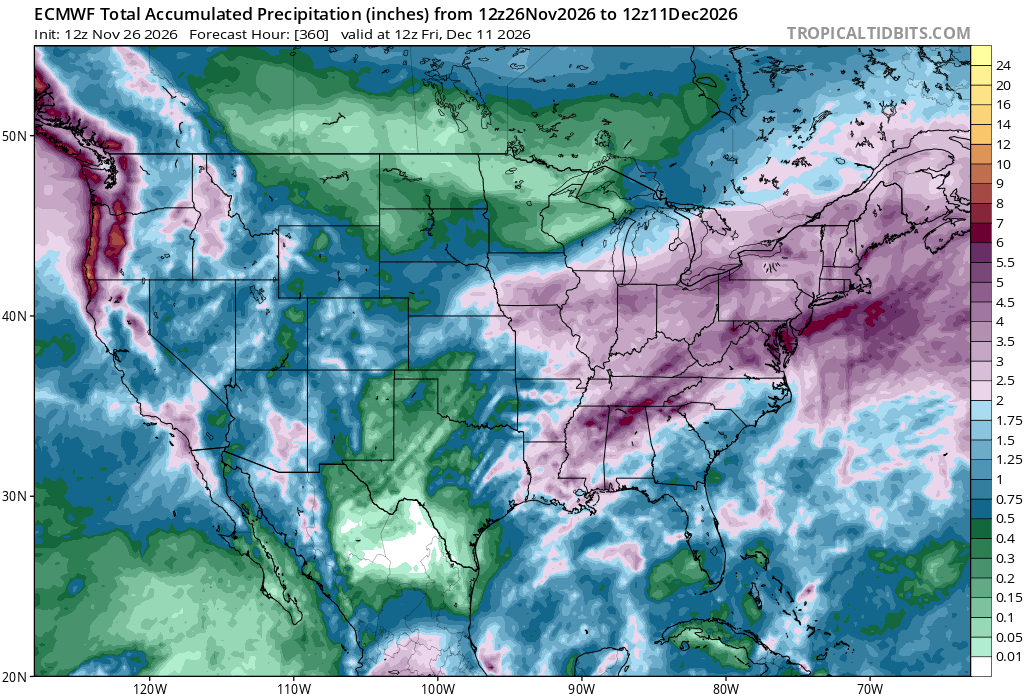 ECMWF Total Accumulated Precipitation (inches) from 12z26Nov2026 to 12z11Dec2026
Init: 12z Nov 26 2026   Forecast Hour: [360]   valid at 12z Fri, Dec 11 2026
TROPICALTIDBITS.COM
50N
40N
30N
20N
120W
110W
100W
90W
80W
70W
24
20
16
14
12
10
9
8
7
6
5.5
5
4.5
4
3.5
3
2.5
2
1.75
1.5
1.25
1
0.75
0.5
0.4
0.3
0.2
0.15
0.1
0.05
0.01